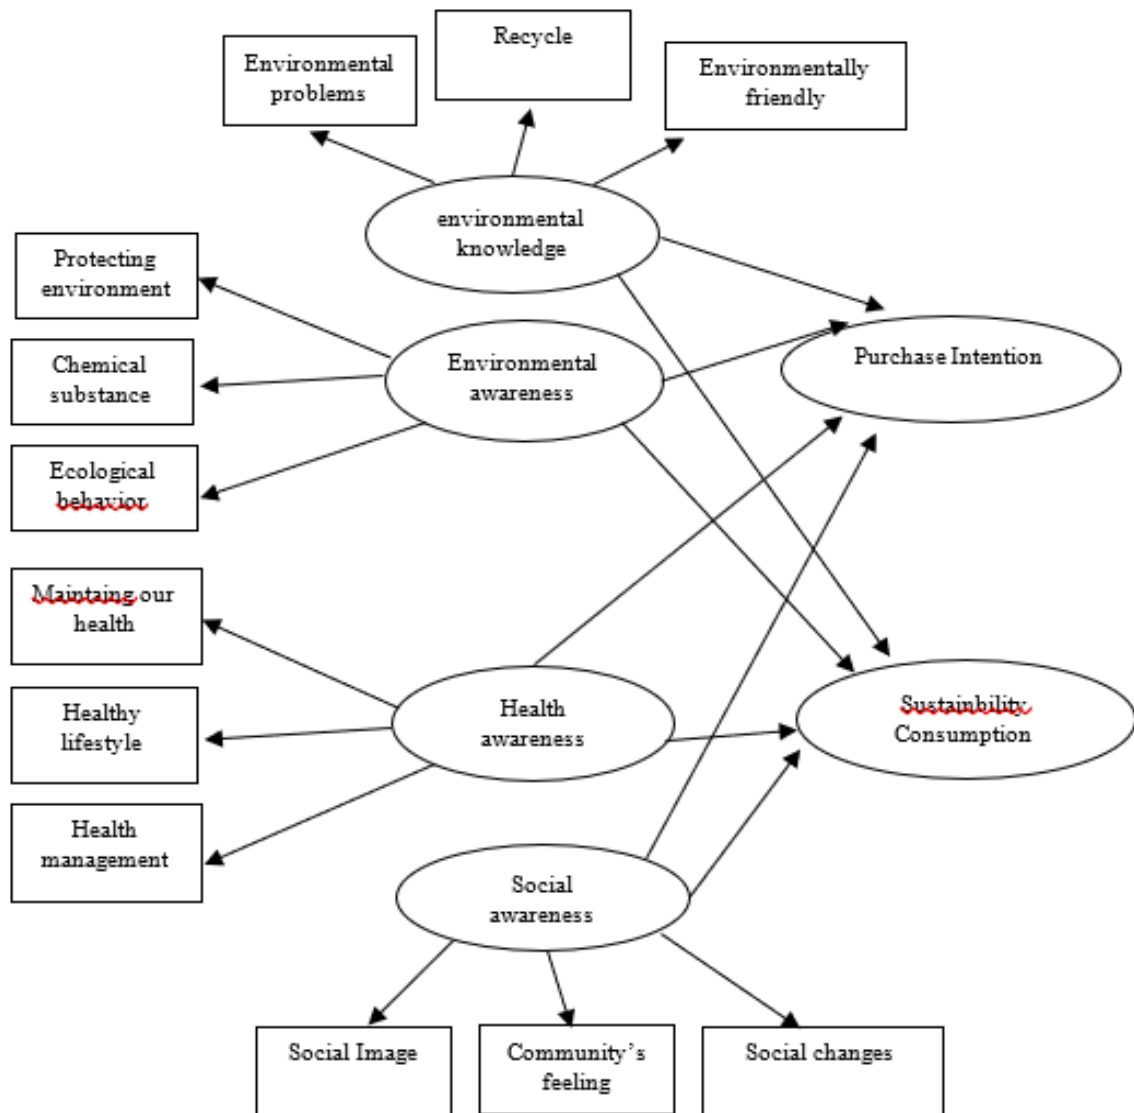 Recycle
Environmental
problems
Environmentally
friendly
environmental
knowledge
Protecting
environment
Environmental
awareness
Purchase Intention
Chemical
substance
Ecological
behavior
Maintaing our
health
Health
awareness
Sustainbility
Consumption
Healthy
lifestyle
Health
management
Social
awareness
Social Image
Community’s
feeling
Social changes